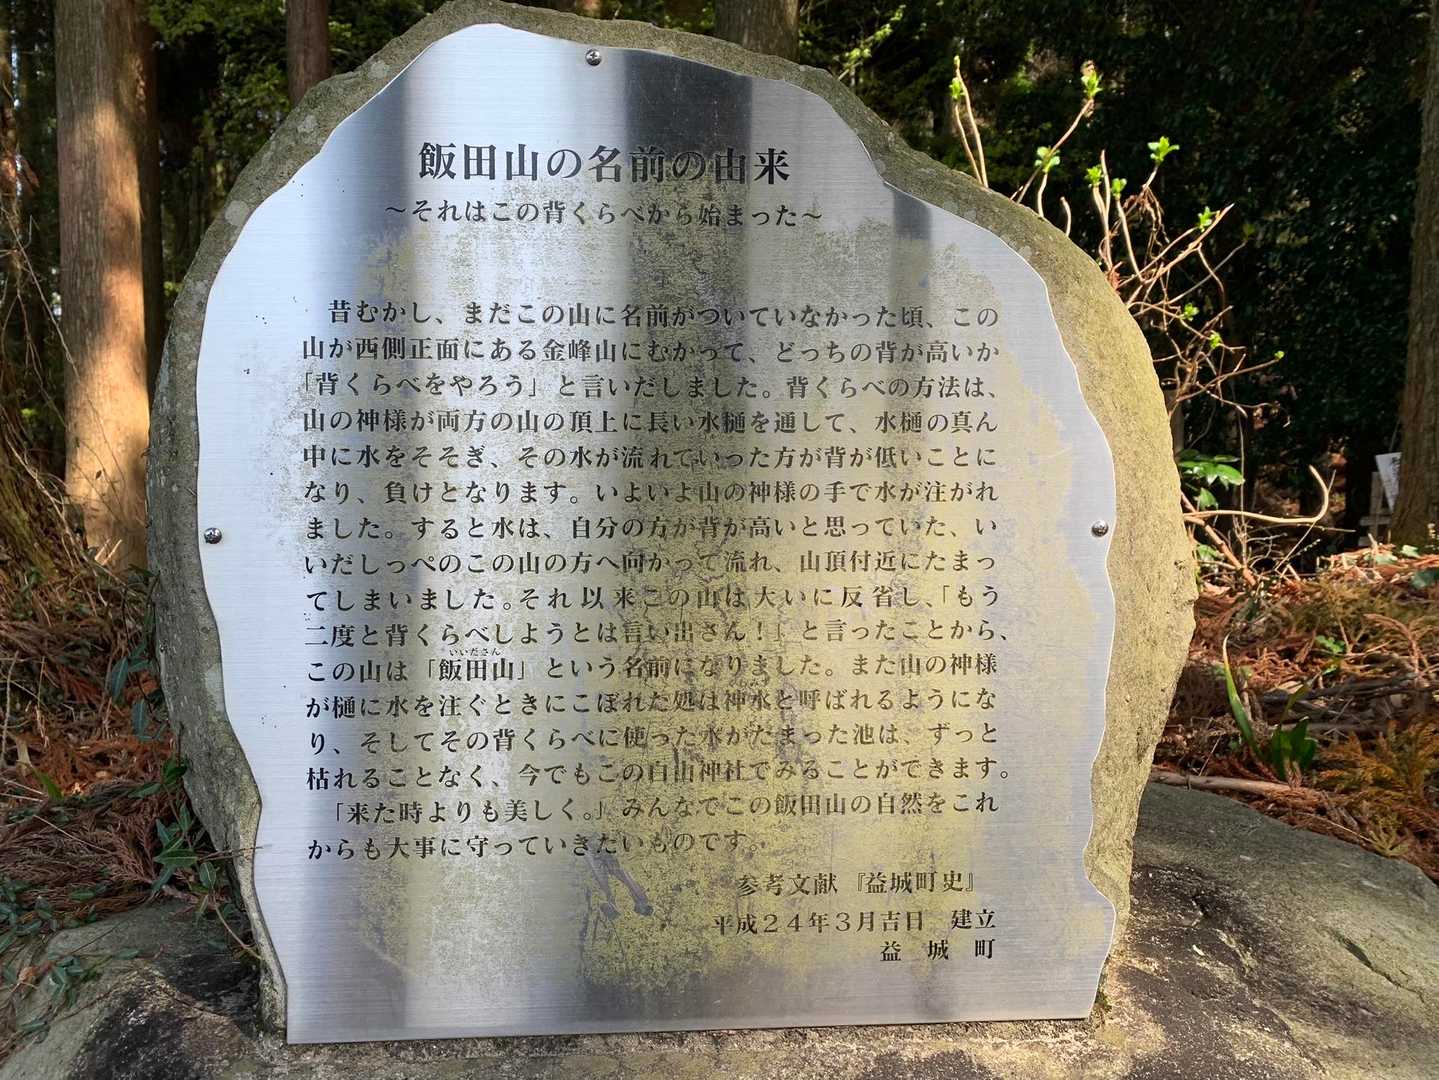 飯田山の名前の由来
～それはこの背くらべから始まった～
昔むかし、まだこの山に名前がついていなかった頃、この
山が西側正面にある金峰山にむかって、どっちの背が高いか
「背くらべをやろう」と言いだしました。背くらべの方法は、
山の神様が両方の山の頂上に長い水樋を通して、水樋の真ん
中に水をそそぎ、その水が流れていった方が背が低いことに
なり、負けとなります。いよいよ山の神様の手で水が注がれ
ました。すると水は、自分の方が背が高いと思っていた、い
いだしっぺのこの山の方へ向かって流れ、山頂付近にたまっ
てしまいました。それ以来この山は大いに反省し、「もう
二度と背くらべしようとは言い出さん！」と言ったことから、
いいださん
この山は「飯田山」という名前になりました。また山の神様
が樋に水を注ぐときにこぼれた処は神水と呼ばれるようにな
り、そしてその背くらべに使った水がたまった池は、ずっと
枯れることなく、今でもこの白山神社でみることができます。
「来た時よりも美しく。」みんなでこの飯田山の自然をこれ
からも大事に守っていきたいものです。
参考文献『益城町史』
平成２４年３月吉日　建立
益　城　町